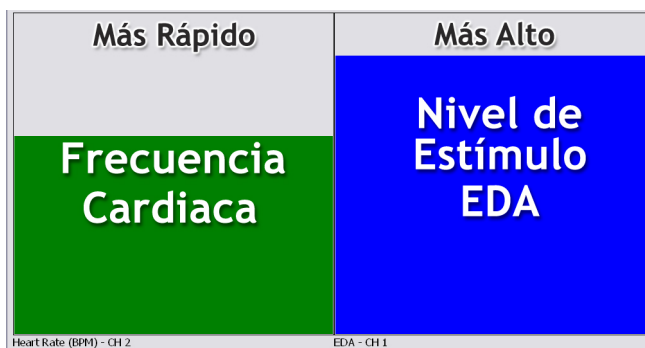 Más Rápido
Frecuencia
Cardiaca
Heart Rate (BPM) - CH 2
Más Alto
Nivel de
Estímulo
EDA
EDA - CH 1